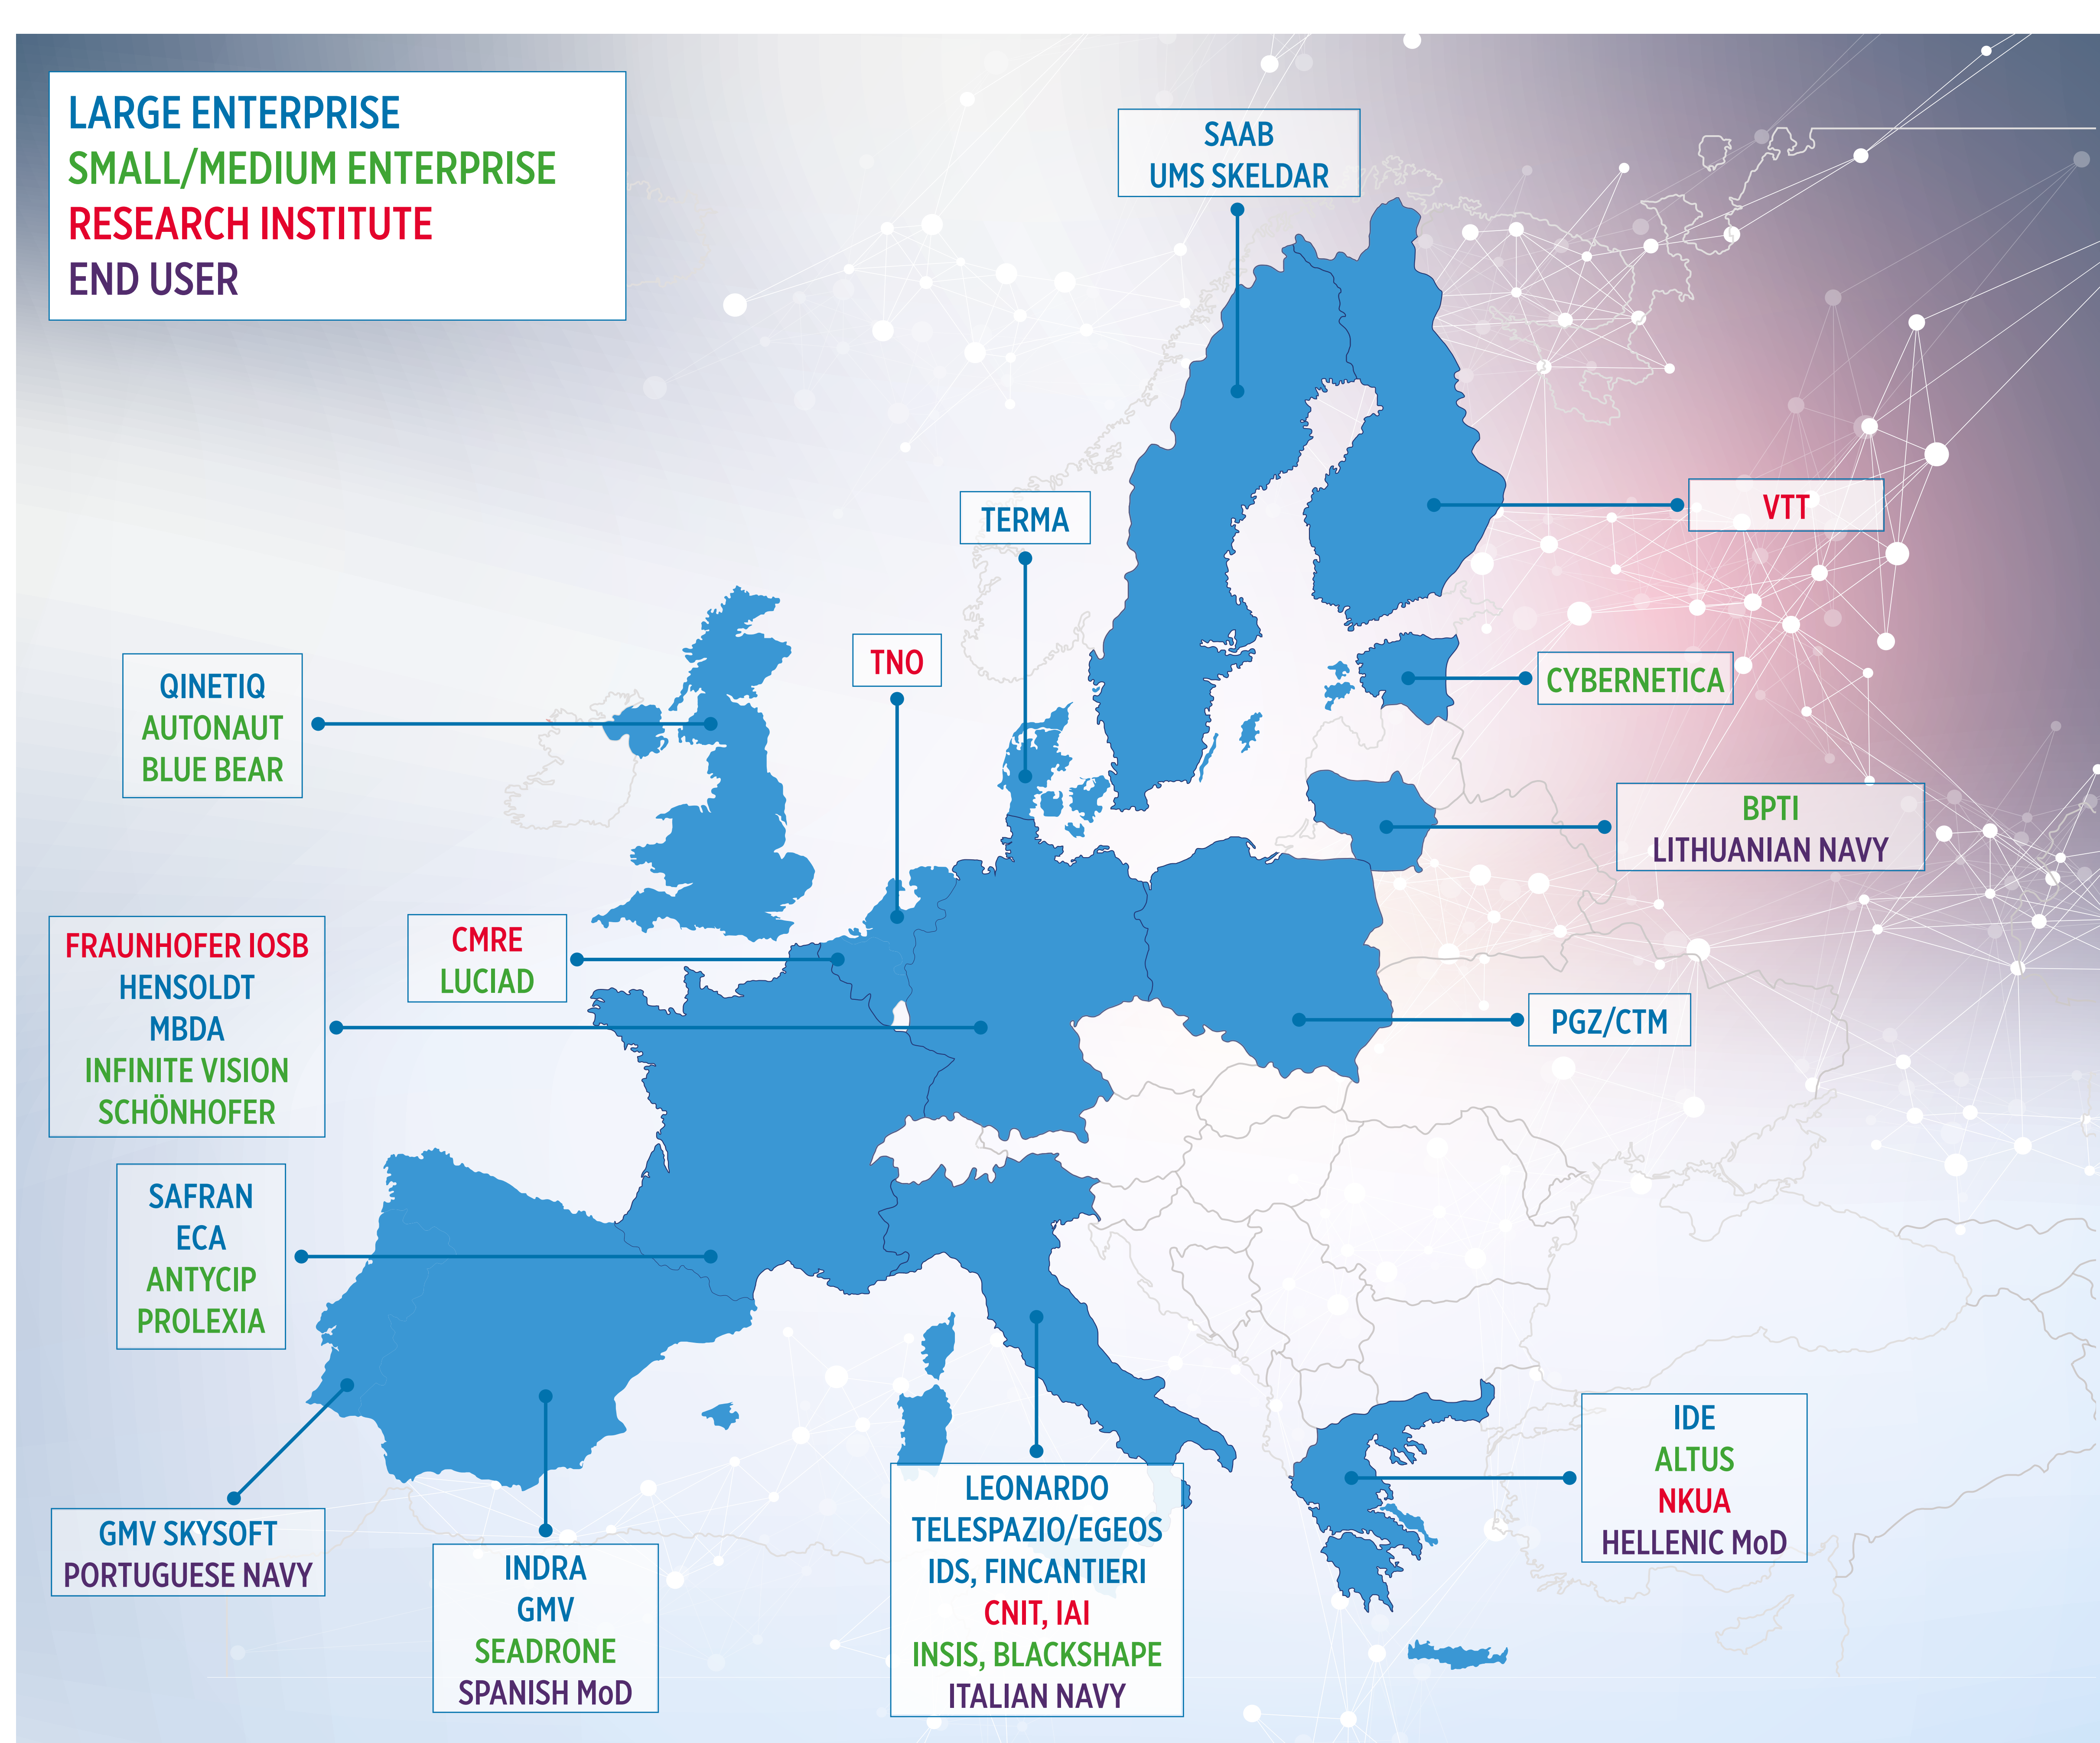 LARGE ENTERPRISE
SMALL/MEDIUM ENTERPRISE
RESEARCH INSTITUTE
END USER
SAAB
UMS SKELDAR
TERMA
VTT
TNO
CYBERNETICA
QINETIQ
AUTONAUT
BLUE BEAR
BPTI
LITHUANIAN NAVY
FRAUNHOFER IOSB
HENSOLDT
MBDA
INFINITE VISION
SCHÖNHOFER
CMRE
LUCIAD
PGZ/CTM
SAFRAN
ECA
ANTYCIP
PROLEXIA
GMV SKYSOFT
PORTUGUESE NAVY
INDRA
GMV
SEADRONE
SPANISH MoD
LEONARDO
TELESPAZIO/EGEOS
IDS, FINCANTIERI
CNIT, IAI
INSIS, BLACKSHAPE
ITALIAN NAVY
IDE
ALTUS
NKUA
HELLENIC MoD